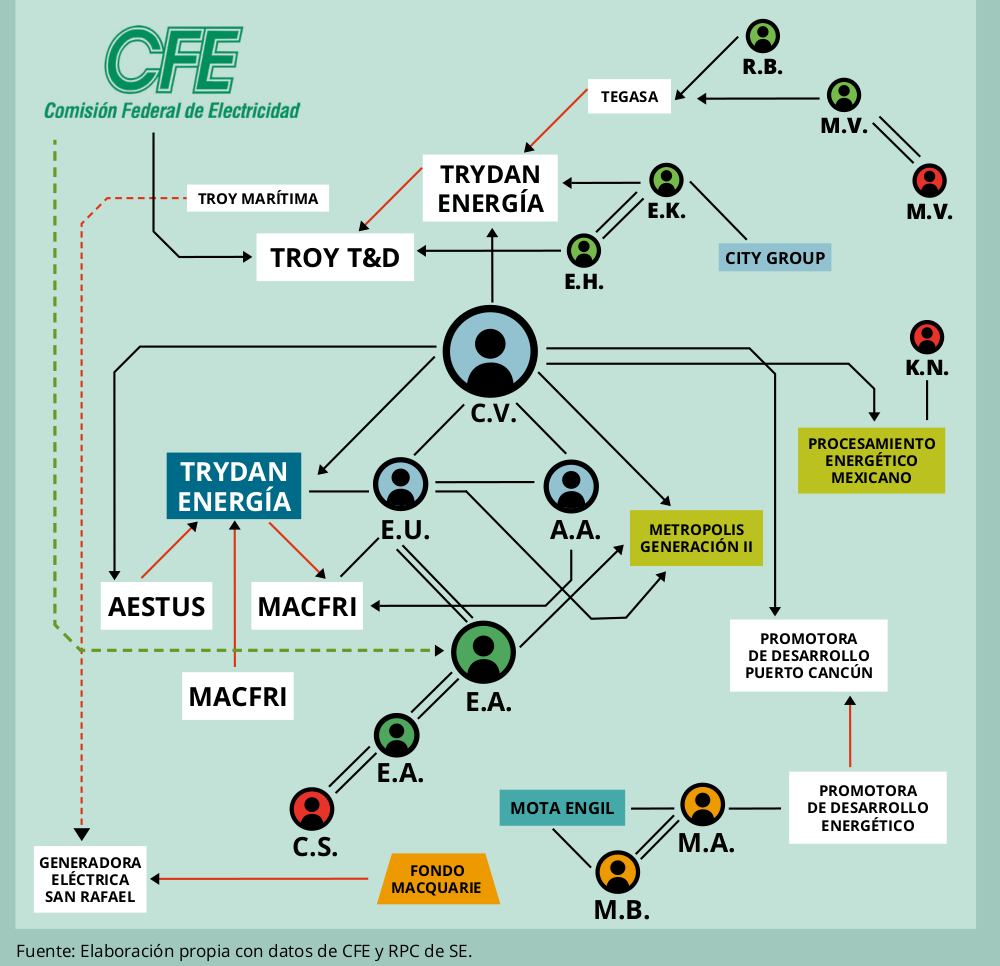 CFE
Comisión Federal de Electricidad
R.B.
TEGASA
M.V.
M.V.
TRYDAN
ENERGÍA
TROY MARÍTIMA
E.K.
TROY T&D
CITY GROUP
E.H.
K.N.
C.V.
PROCESAMIENTO
ENERGÉTICO
MEXICANO
TRYDAN
ENERGÍA
E.U.
A.A.
METROPOLIS
GENERACIÓN II
AESTUS
MACFRI
PROMOTORA
DE DESARROLLO
PUERTO CANCÚN
MACFRI
E.A.
E.A.
C.S.
MOTA ENGIL
M.A.
PROMOTORA
DE DESARROLLO
ENERGÉTICO
GENERADORA
ELÉCTRICA
SAN RAFAEL
FONDO
MACQUARIE
M.B.
Fuente: Elaboración propia con datos de CFE y RPC de SE.